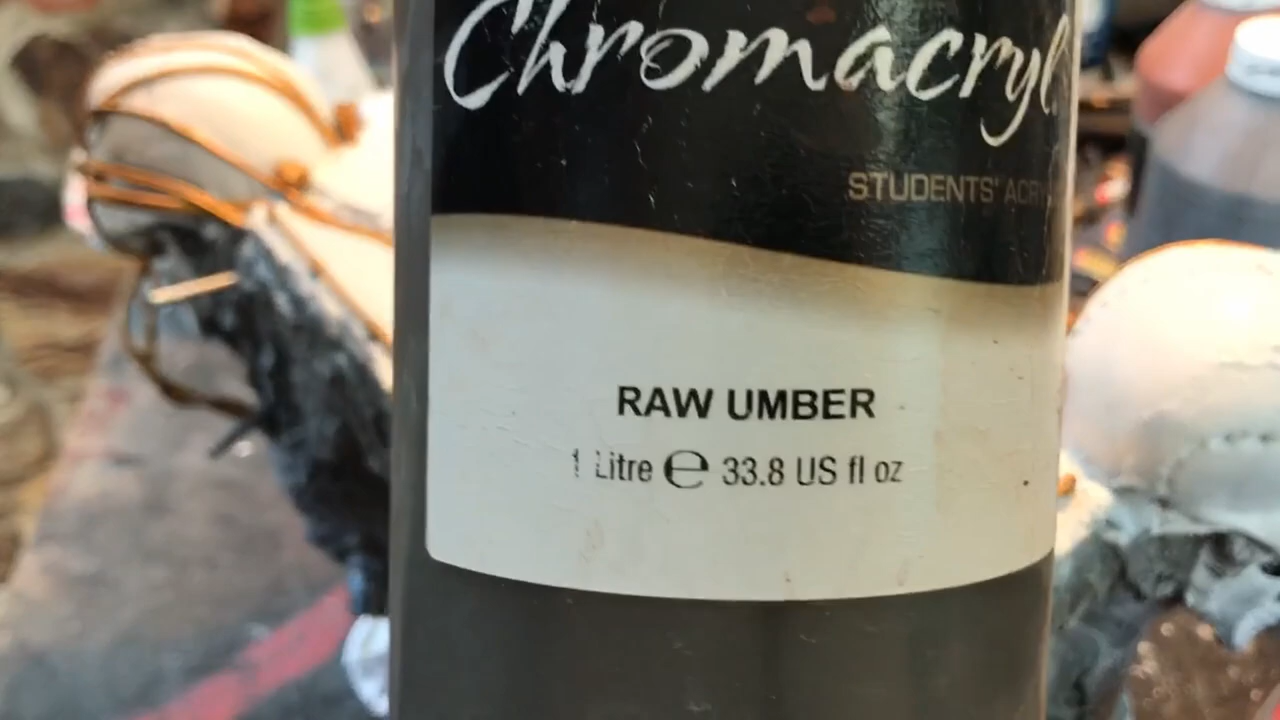 Chromacryl
STUDENTS' ACRY
RAW UMBER
1 Litre ℮ 33.8 US fl oz